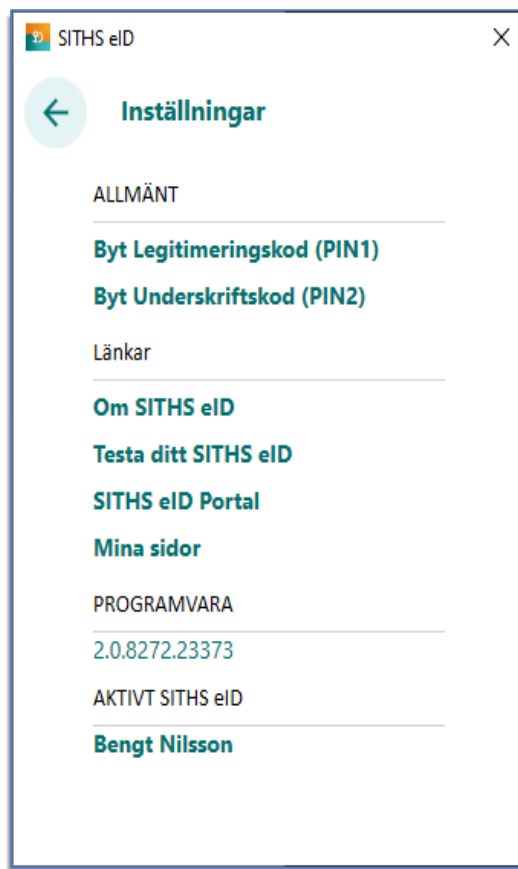 SITHS eID
Inställningar
ALLMÄNT
Byt Legitimeringskod (PIN1)
Byt Underskriftskod (PIN2)
Länkar
Om SITHS eID
Testa ditt SITHS eID
SITHS eID Portal
Mina sidor
PROGRAMVARA
2.0.8272.23373
AKTIVT SITHS eID
Bengt Nilsson